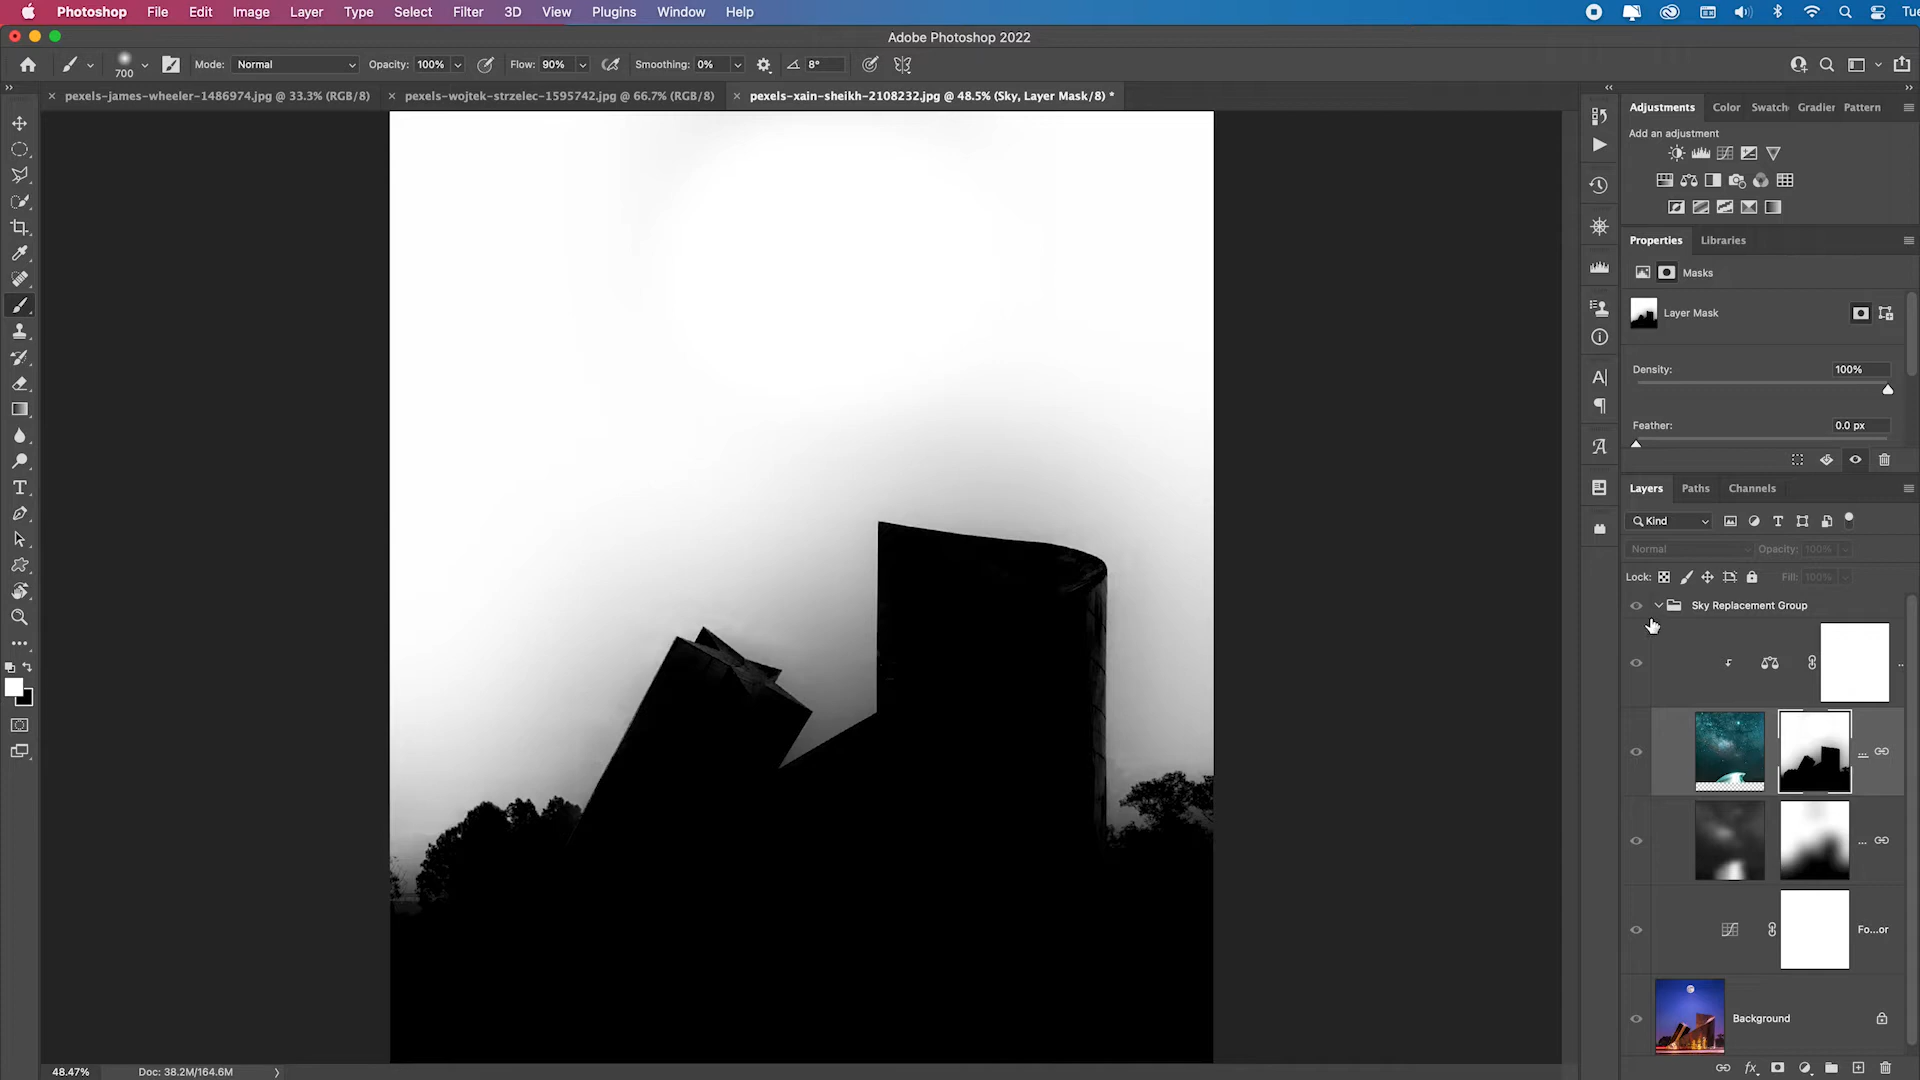 Photoshop File Edit Image Layer Type Select Filter 3D View Plugins Window Help Tue
Adobe Photoshop 2022
700 Mode: Normal Opacity: 100% Flow: 90% Smoothing: 0% 8°
pexels-james-wheeler-1486974.jpg @ 33.3% (RGB/8) pexels-wojtek-strzelec-1595742.jpg @ 66.7% (RGB/8) pexels-xain-sheikh-2108232.jpg @ 48.5% (Sky, Layer Mask/8) *
Adjustments Color Swatch Gradier Pattern
Add an adjustment
Properties Libraries
Masks
Layer Mask
Density: 100%
Feather: 0.0 px
Layers Paths Channels
Kind
Normal Opacity: 100%
Lock: Fill: 100%
Sky Replacement Group
...
...
...
Fo...or
Background
48.47% Doc: 38.2M/164.6M